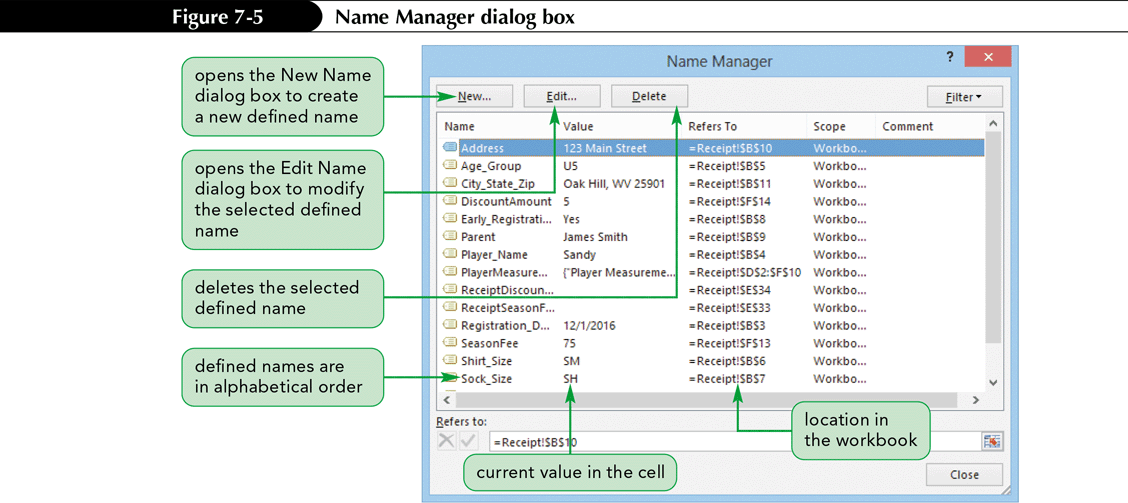 Figure 7-5 Name Manager dialog box
opens the New Name
dialog box to create
a new defined name
opens the Edit Name
dialog box to modify
the selected defined
name
deletes the selected
defined name
defined names are
in alphabetical order
Name Manager
? ×
New... Edit... Delete Filter
Name Value Refers To Scope Comment
Address 123 Main Street =Receipt!$B$10 Workbo...
Age_Group U5 =Receipt!$B$5 Workbo...
City_State_Zip Oak Hill, WV 25901 =Receipt!$B$11 Workbo...
DiscountAmount 5 =Receipt!$F$14 Workbo...
Early_Registrati... Yes =Receipt!$B$8 Workbo...
Parent James Smith =Receipt!$B$9 Workbo...
Player_Name Sandy =Receipt!$B$4 Workbo...
PlayerMeasure... {"Player Measureme... =Receipt!$D$2:$F$10 Workbo...
ReceiptDiscoun... =Receipt!$E$34 Workbo...
ReceiptSeasonF... =Receipt!$E$33 Workbo...
Registration_D... 12/1/2016 =Receipt!$B$3 Workbo...
SeasonFee 75 =Receipt!$F$13 Workbo...
Shirt_Size SM =Receipt!$B$6 Workbo...
Sock_Size SH =Receipt!$B$7 Workbo...
Refers to:
=Receipt!$B$10
location in
the workbook
current value in the cell
Close